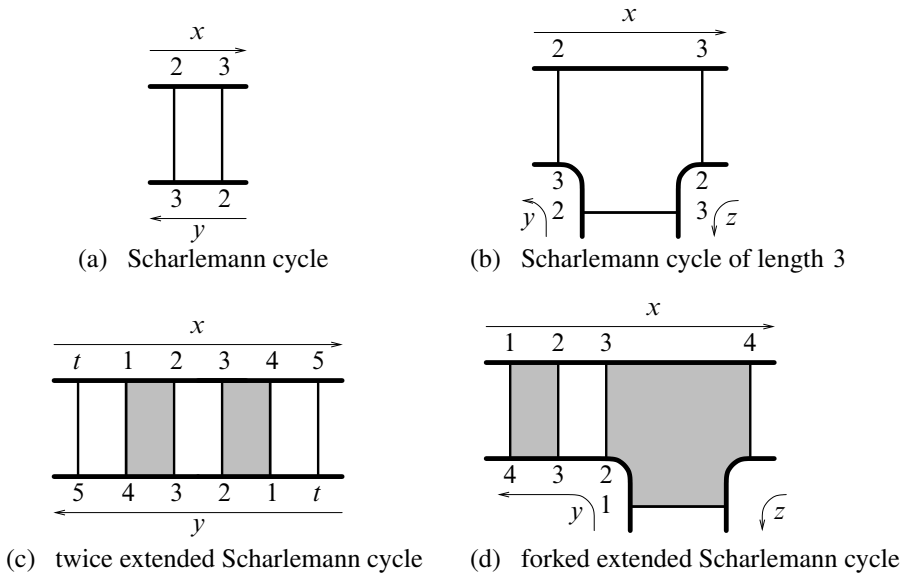 x
2 3
3 2
y
(a) Scharlemann cycle
x
2 3
3 2
y 2 3 z
(b) Scharlemann cycle of length 3
x
t 1 2 3 4 5
5 4 3 2 1 t
y
(c) twice extended Scharlemann cycle
x
1 2 3 4
4 3 2
y 1 z
(d) forked extended Scharlemann cycle